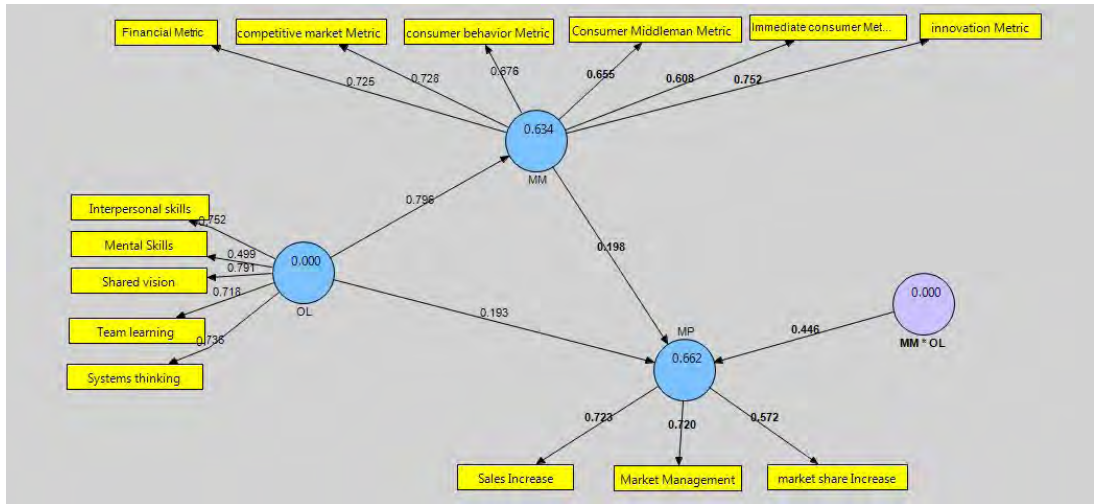 Financial Metric
competitive market Metric
consumer behavior Metric
Consumer Middleman Metric
Immediate consumer Met...
innovation Metric
0.725
0.728
0.676
0.655
0.608
0.752
0.634
MM
Interpersonal skills
0.752
0.796
Mental Skills
0.499
0.198
Shared vision
0.791
0.000
OL
0.718
0.193
0.000
Team learning
0.736
MP
0.446
MM * OL
Systems thinking
0.662
0.723
0.720
0.572
Sales Increase
Market Management
market share Increase